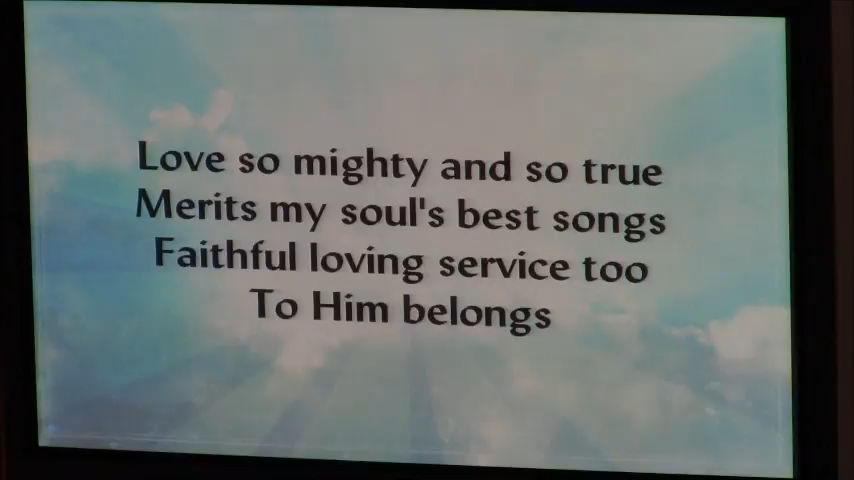 Love so mighty and so true
Merits my soul's best songs
Faithful loving service too
To Him belongs